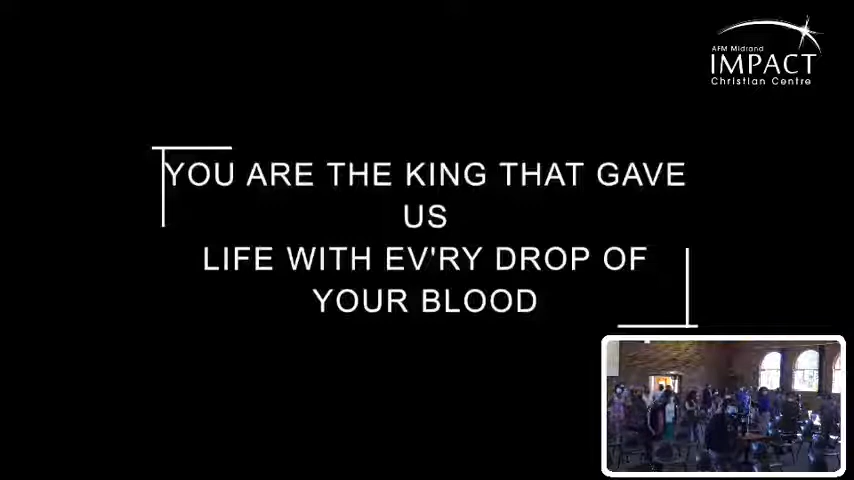 AFM Midrand
IMPACT
Christian Centre
YOU ARE THE KING THAT GAVE
US
LIFE WITH EV'RY DROP OF
YOUR BLOOD